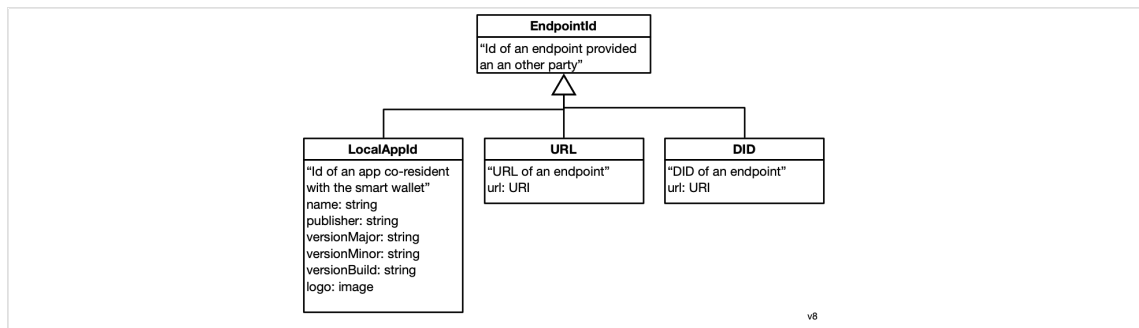 EndpointId
“Id of an endpoint provided
an an other party”
LocalAppId
“Id of an app co-resident
with the smart wallet”
name: string
publisher: string
versionMajor: string
versionMinor: string
versionBuild: string
logo: image
URL
“URL of an endpoint”
url: URI
DID
“DID of an endpoint”
url: URI
v8